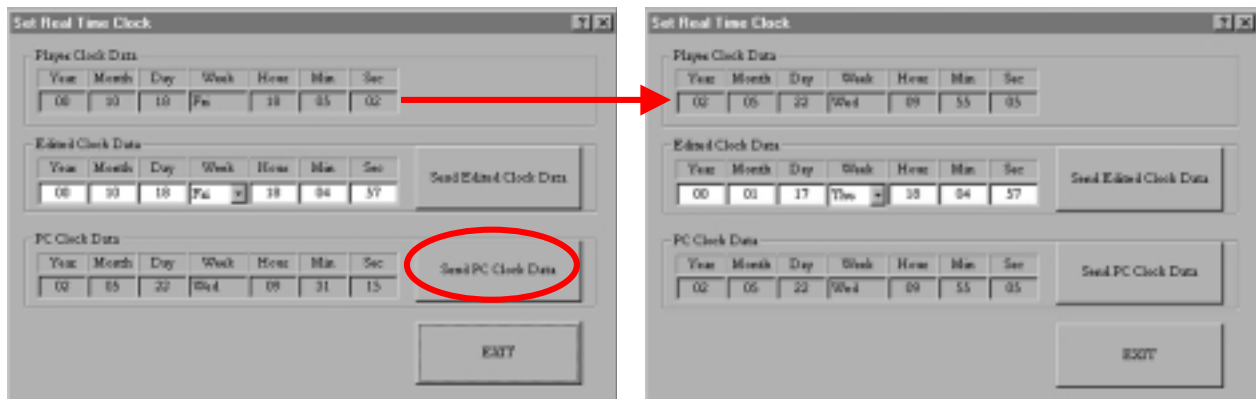 Set Real Time Clock
Player Clock Data
Year Month Day Week Hour Min Sec
00 10 18 Fri 18 05 02
Edited Clock Data
Year Month Day Week Hour Min Sec
00 10 18 Fri 18 04 57
Send Edited Clock Data
PC Clock Data
Year Month Day Week Hour Min Sec
02 05 22 Wed 09 31 15
Send PC Clock Data
EXIT
Set Real Time Clock
Player Clock Data
Year Month Day Week Hour Min Sec
02 05 22 Wed 09 55 05
Edited Clock Data
Year Month Day Week Hour Min Sec
00 01 17 Thu 18 04 57
Send Edited Clock Data
PC Clock Data
Year Month Day Week Hour Min Sec
02 05 22 Wed 09 55 05
Send PC Clock Data
EXIT